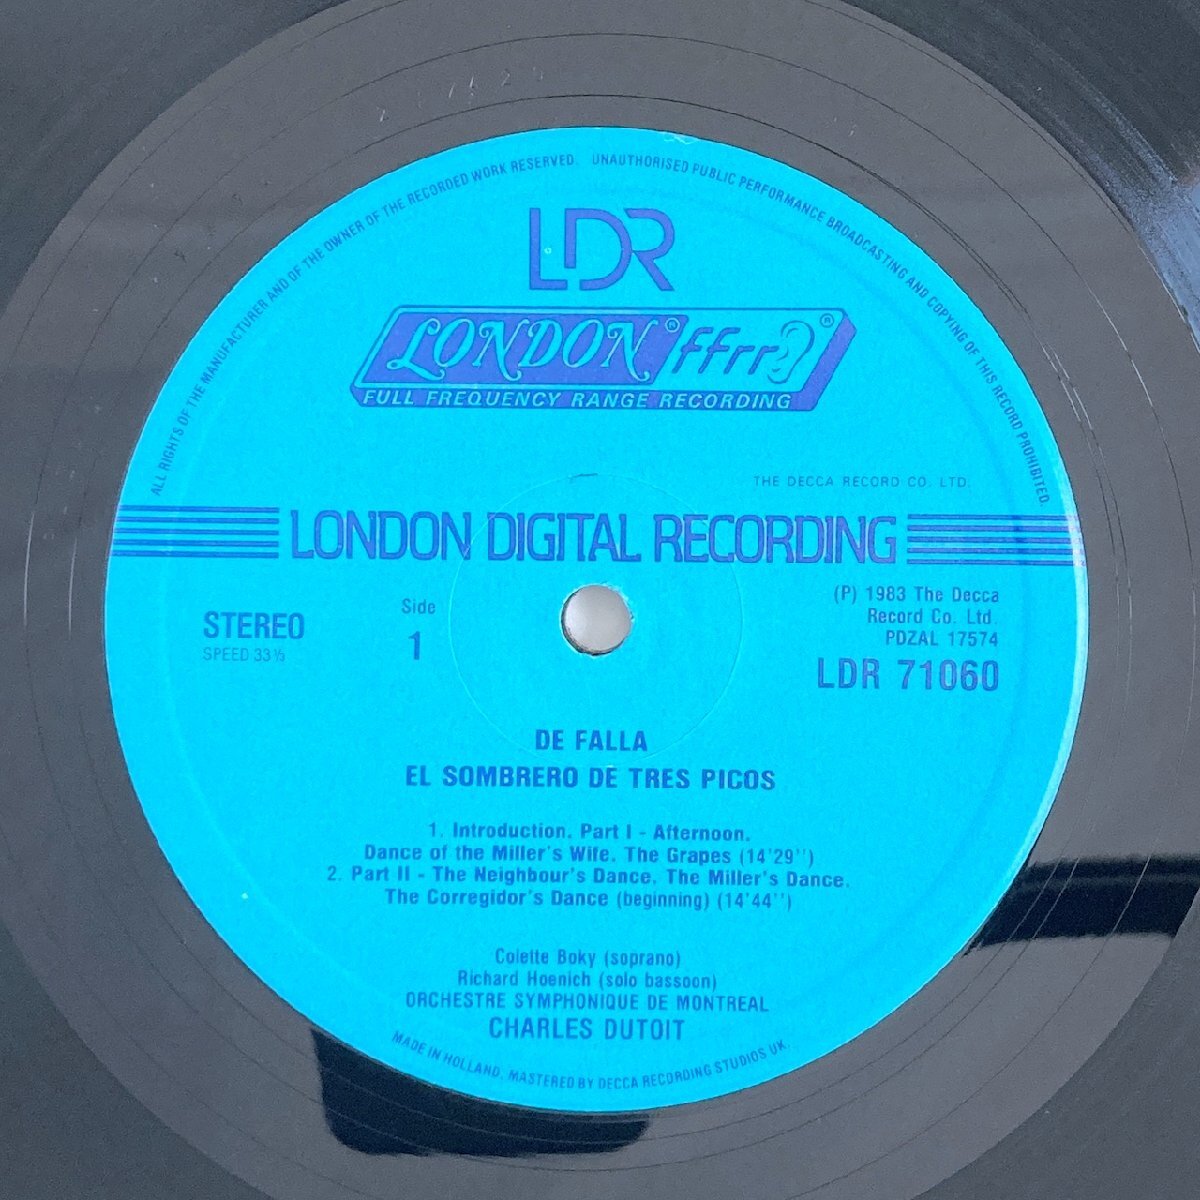 ALL RIGHTS OF THE MANUFACTURER AND OF THE OWNER OF THE RECORDED WORK RESERVED. UNAUTHORISED PUBLIC PERFORMANCE BROADCASTING AND COPYING OF THIS RECORD PROHIBITED.
LDR
LONDON® ffrr®
FULL FREQUENCY RANGE RECORDING
THE DECCA RECORD CO. LTD.
LONDON DIGITAL RECORDING
STEREO
SPEED 33⅓
Side
1
(P) 1983 The Decca
Record Co. Ltd.
PDZAL 17574
LDR 71060
DE FALLA
EL SOMBRERO DE TRES PICOS
1. Introduction. Part I - Afternoon.
Dance of the Miller's Wife. The Grapes (14'29'')
2. Part II - The Neighbour's Dance. The Miller's Dance.
The Corregidor's Dance (beginning) (14'44'')
Colette Boky (soprano)
Richard Hoenich (solo bassoon)
ORCHESTRE SYMPHONIQUE DE MONTREAL
CHARLES DUTOIT
MADE IN HOLLAND. MASTERED BY DECCA RECORDING STUDIOS UK.